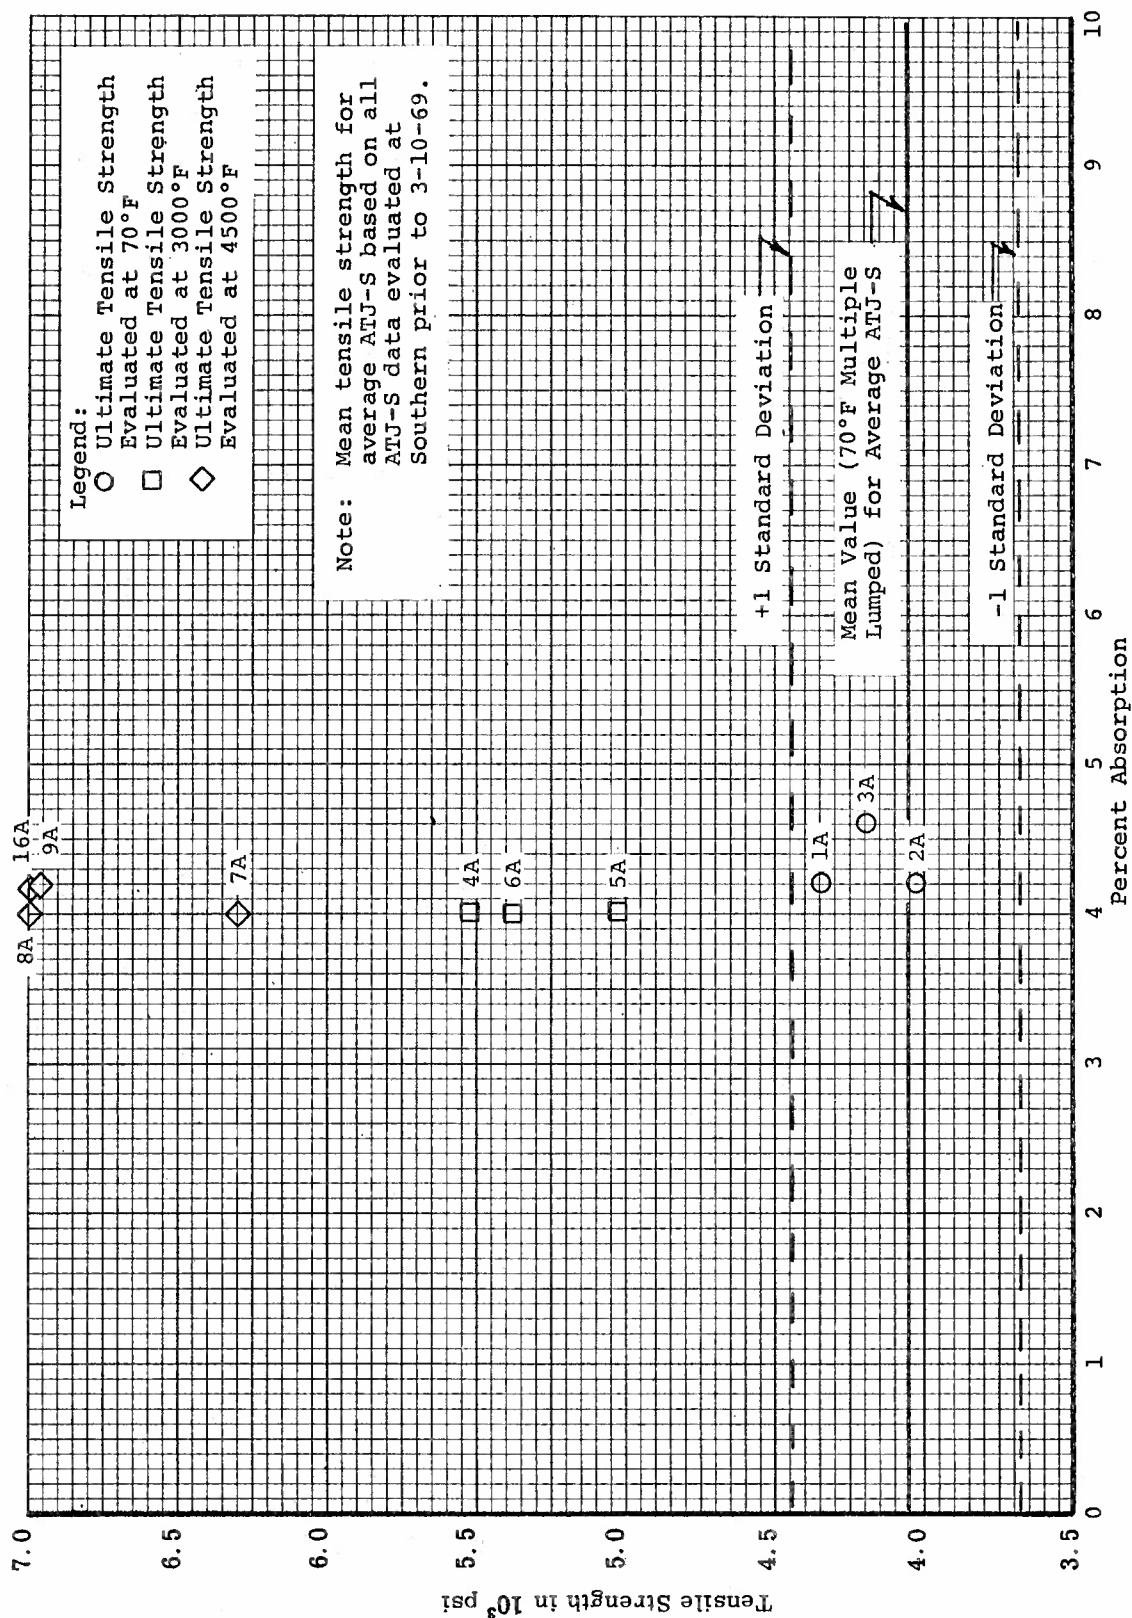 Legend:
Ultimate Tensile Strength
Evaluated at 70°F
Ultimate Tensile Strength
Evaluated at 3000°F
Ultimate Tensile Strength
Evaluated at 4500°F
Note: Mean tensile strength for
average ATJ-S based on all
ATJ-S data evaluated at
Southern prior to 3-10-69.
+1 Standard Deviation
Mean Value (70°F Multiple
Lumped) for Average ATJ-S
-1 Standard Deviation
8A
16A
9A
7A
4A
6A
5A
1A
3A
2A
Tensile Strength in 10³ psi
7.0
6.5
6.0
5.5
5.0
4.5
4.0
3.5
0 1 2 3 4 5 6 7 8 9 10
Percent Absorption